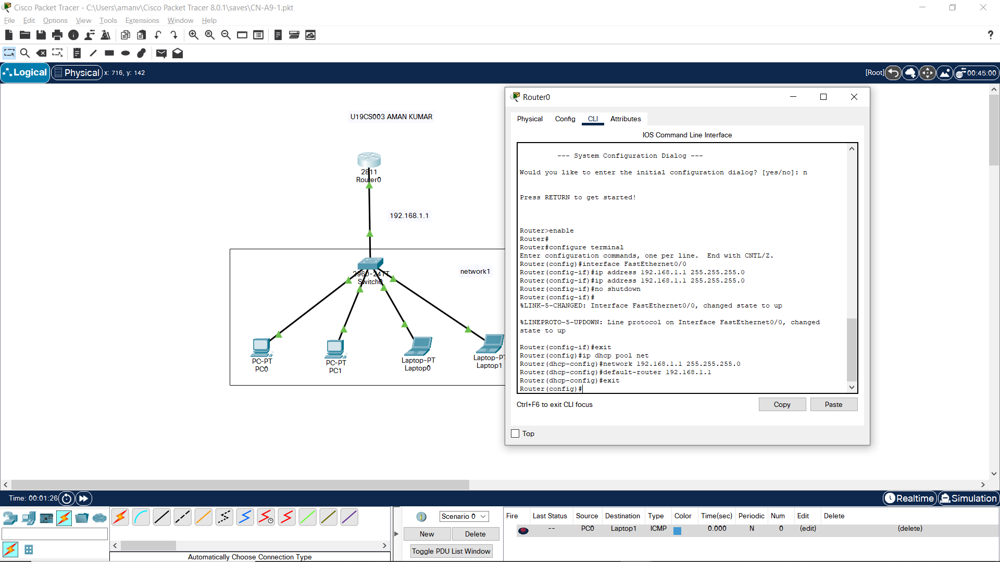 Cisco Packet Tracer - C:\Users\amanv\Cisco Packet Tracer 8.0.1\saves\CN-A9-1.pkt
File Edit Options View Tools Extensions Window Help
?
Logical Physical x: 716, y: 142 [Root] 00:45:00
U19CS003 AMAN KUMAR
2811
Router0
192.168.1.1
network1
2960-24TT
Switch0
PC-PT
PC0
PC-PT
PC1
Laptop-PT
Laptop0
Laptop-PT
Laptop1
Router0
Physical Config CLI Attributes
IOS Command Line Interface
--- System Configuration Dialog ---
Would you like to enter the initial configuration dialog? [yes/no]: n
Press RETURN to get started!
Router>enable
Router#
Router#configure terminal
Enter configuration commands, one per line.  End with CNTL/Z.
Router(config)#interface FastEthernet0/0
Router(config-if)#ip address 192.168.1.1 255.255.255.0
Router(config-if)#ip address 192.168.1.1 255.255.255.0
Router(config-if)#no shutdown
Router(config-if)#
%LINK-5-CHANGED: Interface FastEthernet0/0, changed state to up
%LINEPROTO-5-UPDOWN: Line protocol on Interface FastEthernet0/0, changed
state to up
Router(config-if)#exit
Router(config)#ip dhcp pool net
Router(dhcp-config)#network 192.168.1.1 255.255.255.0
Router(dhcp-config)#default-router 192.168.1.1
Router(dhcp-config)#exit
Router(config)#
Ctrl+F6 to exit CLI focus
Copy Paste
Top
Time: 00:01:26 Realtime Simulation
Automatically Choose Connection Type
Scenario 0
New Delete
Toggle PDU List Window
Fire Last Status Source Destination Type Color Time(sec) Periodic Num Edit Delete
-- PC0 Laptop1 ICMP 0.000 N 0 (edit) (delete)